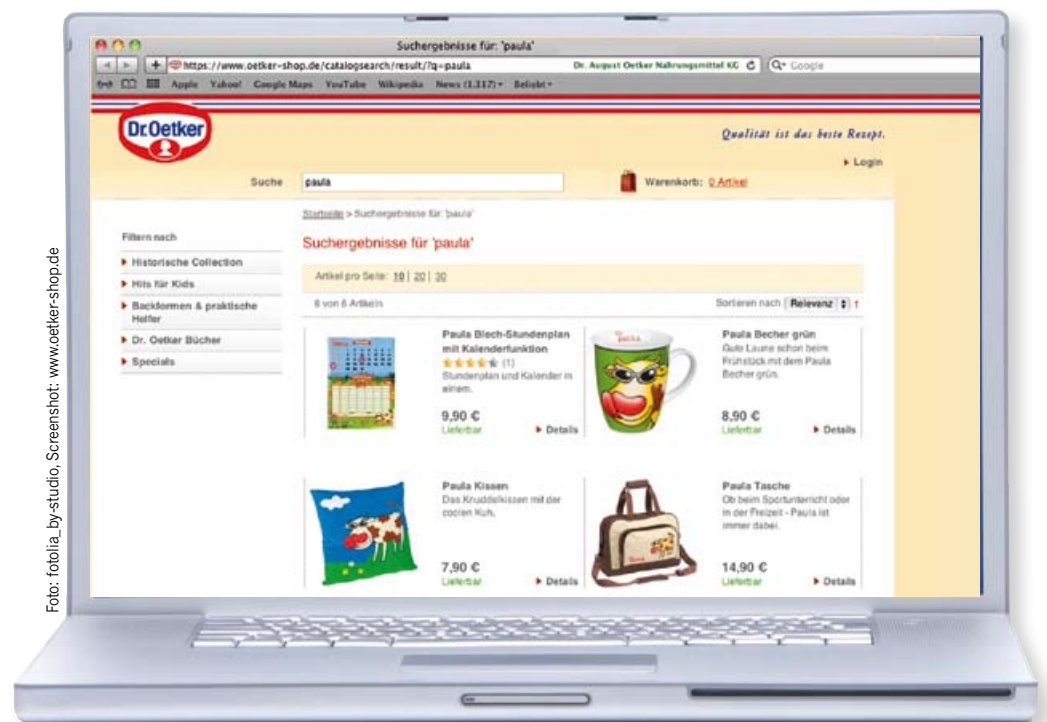 Suchergebnisse für: 'paula'
https://www.oetker-shop.de/catalogsearch/result/?q=paula
Dr. August Oetker Nahrungsmittel KG
Google
Apple Yahoo! Google Maps YouTube Wikipedia News (1.317) Beliebt
Dr.Oetker
Qualität ist das beste Rezept.
Login
Suche
paula
Warenkorb: 0 Artikel
Startseite > Suchergebnisse für: 'paula'
Filtern nach
Historische Collection
Hits für Kids
Backformen & praktische
Helfer
Dr. Oetker Bücher
Specials
Suchergebnisse für 'paula'
Artikel pro Seite: 10 | 20 | 30
6 von 6 Artikeln
Sortieren nach Relevanz
Paula Blech-Stundenplan
mit Kalenderfunktion
(1)
Stundenplan und Kalender in
einem.
9,90 €
Lieferbar
Details
Paula Becher grün
Gute Laune schon beim
Frühstück mit dem Paula
Becher grün.
8,90 €
Lieferbar
Details
Paula Kissen
Das Knuddelkissen mit der
coolen Kuh.
7,90 €
Lieferbar
Details
Paula Tasche
Ob beim Sportunterricht oder
in der Freizeit - Paula ist
immer dabei.
14,90 €
Lieferbar
Details
Foto: fotolia_by-studio, Screenshot: www.oetker-shop.de